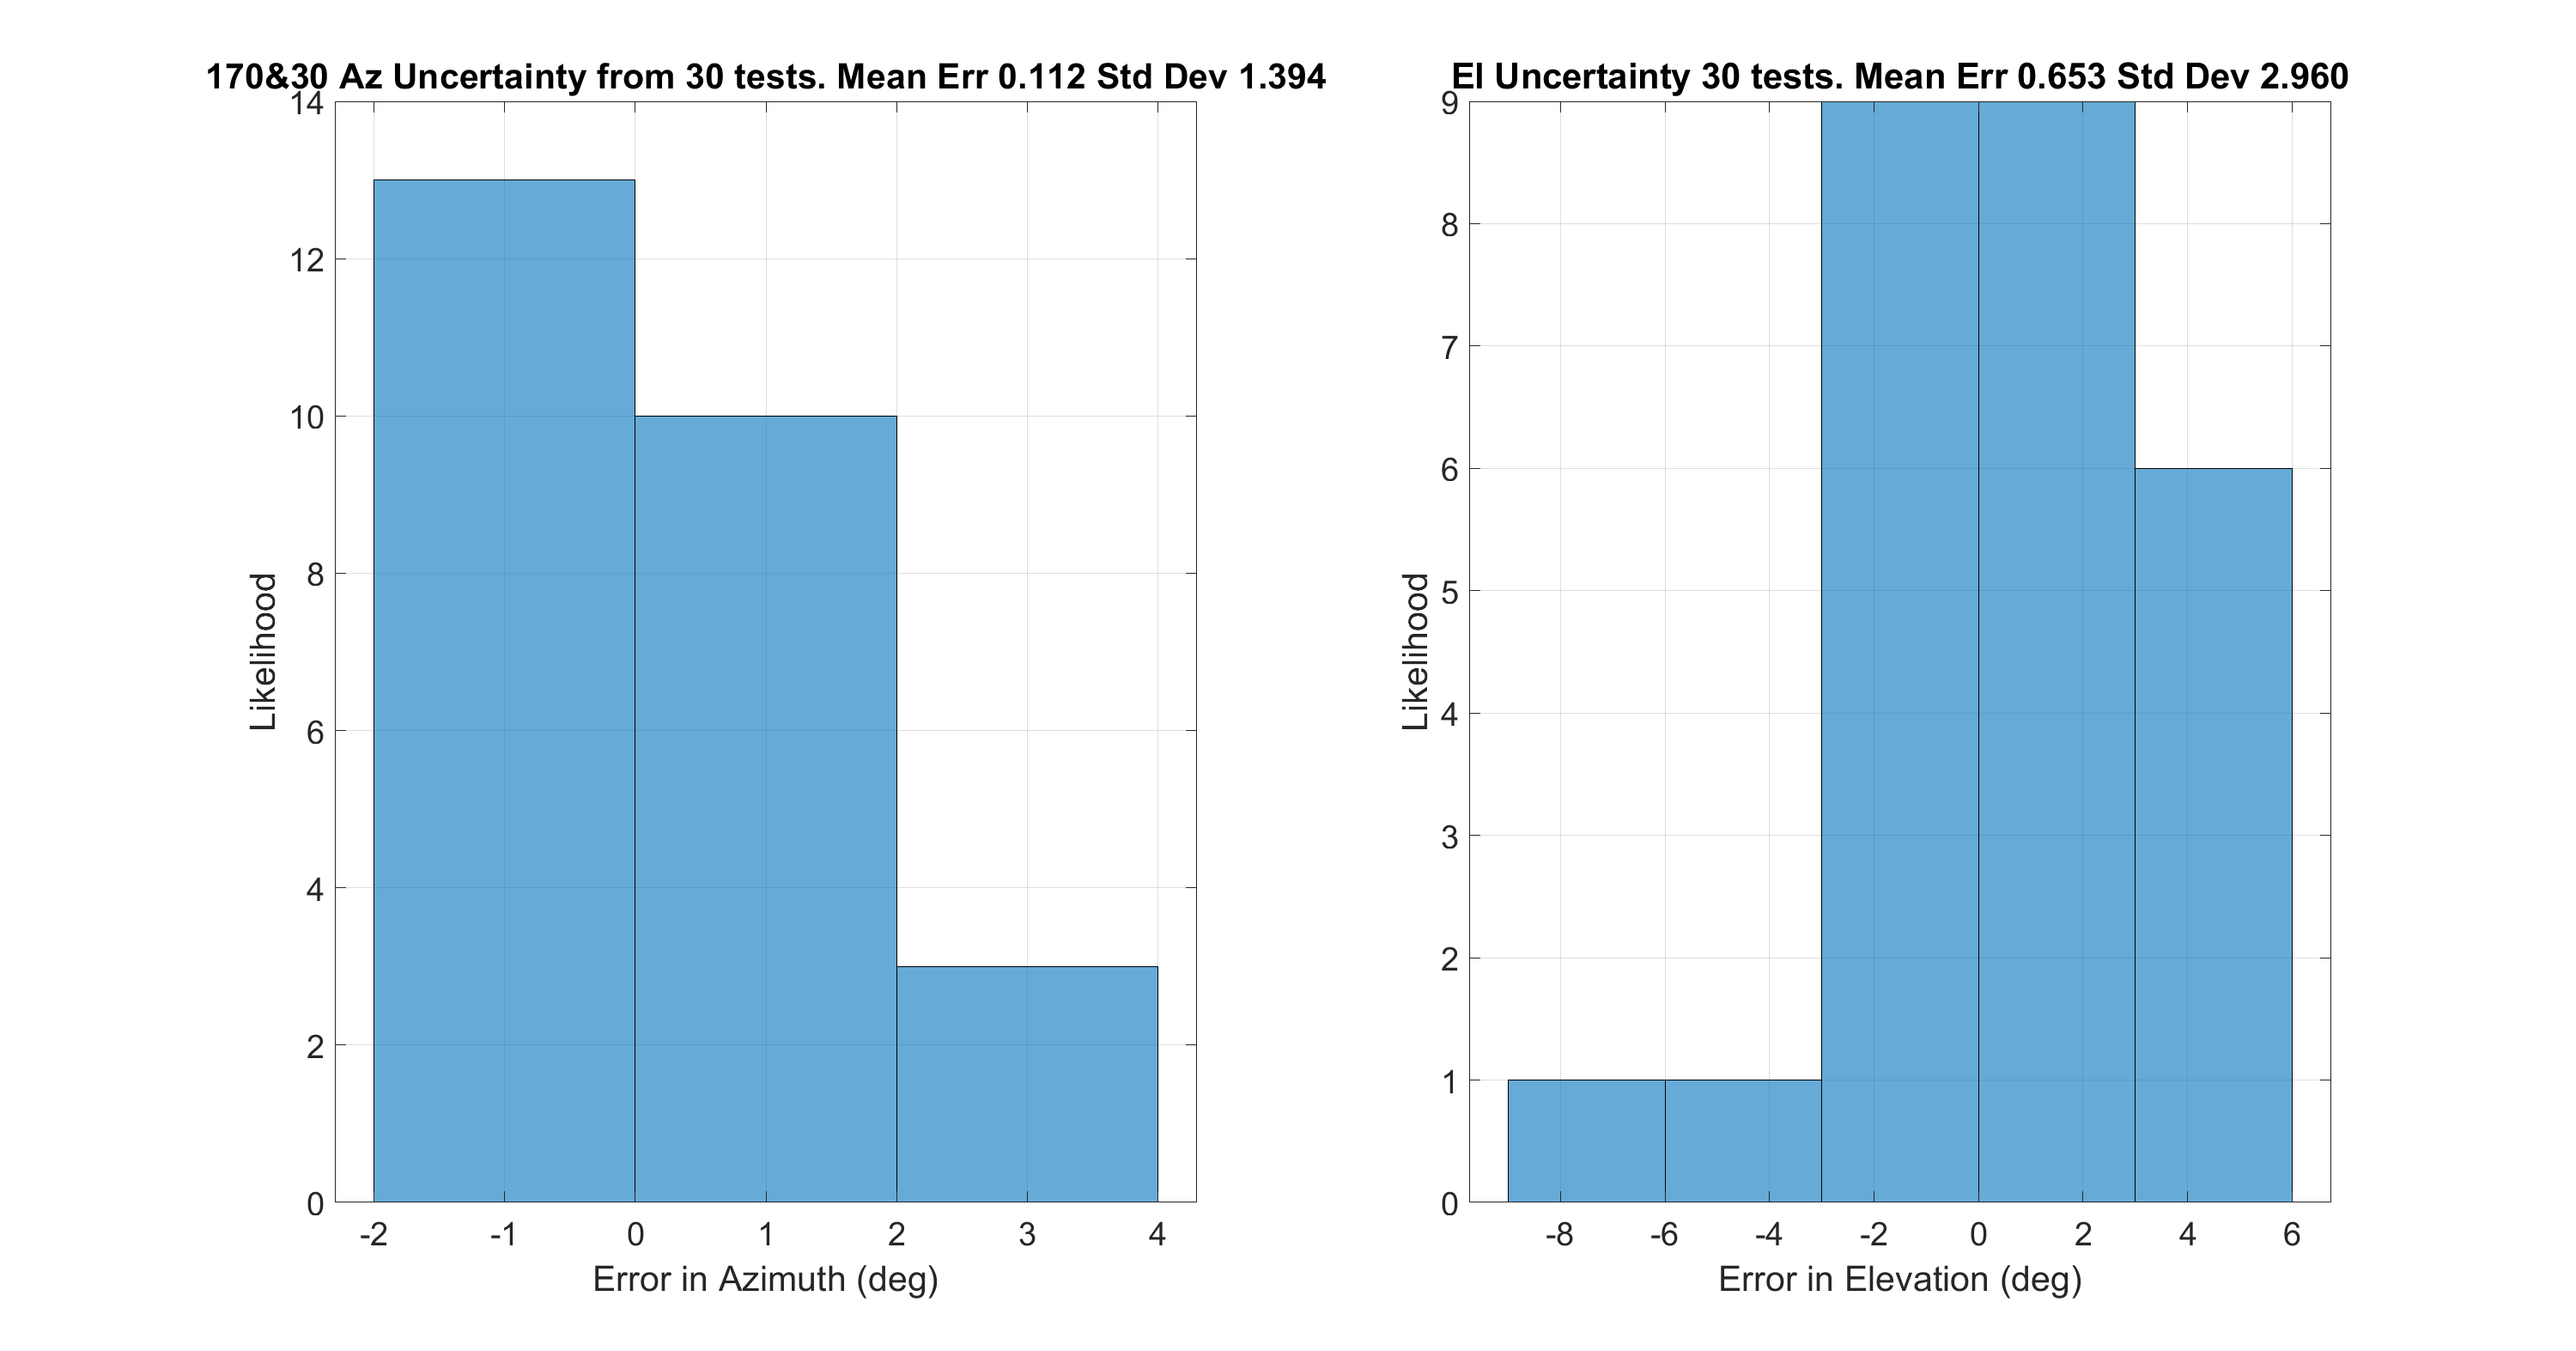 170&30 Az Uncertainty from 30 tests. Mean Err 0.112 Std Dev 1.394
14
12
10
8
6
4
2
0
Likelihood
-2 -1 0 1 2 3 4
Error in Azimuth (deg)
El Uncertainty 30 tests. Mean Err 0.653 Std Dev 2.960
9
8
7
6
5
4
3
2
1
0
Likelihood
-8 -6 -4 -2 0 2 4 6
Error in Elevation (deg)